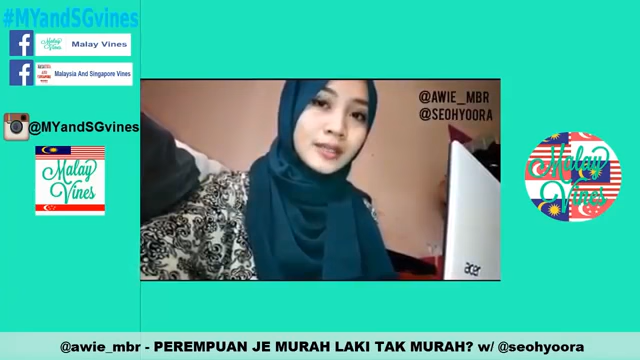 #MYandSGvines
Malay Vines
Malay Vines
Malaysia And Singapore Vines
@MYandSGvines
Malay
Vines
@AWIE_MBR
@SEOHYOORA
acer
Malay
Vines
@awie_mbr - PEREMPUAN JE MURAH LAKI TAK MURAH? w/ @seohyoora